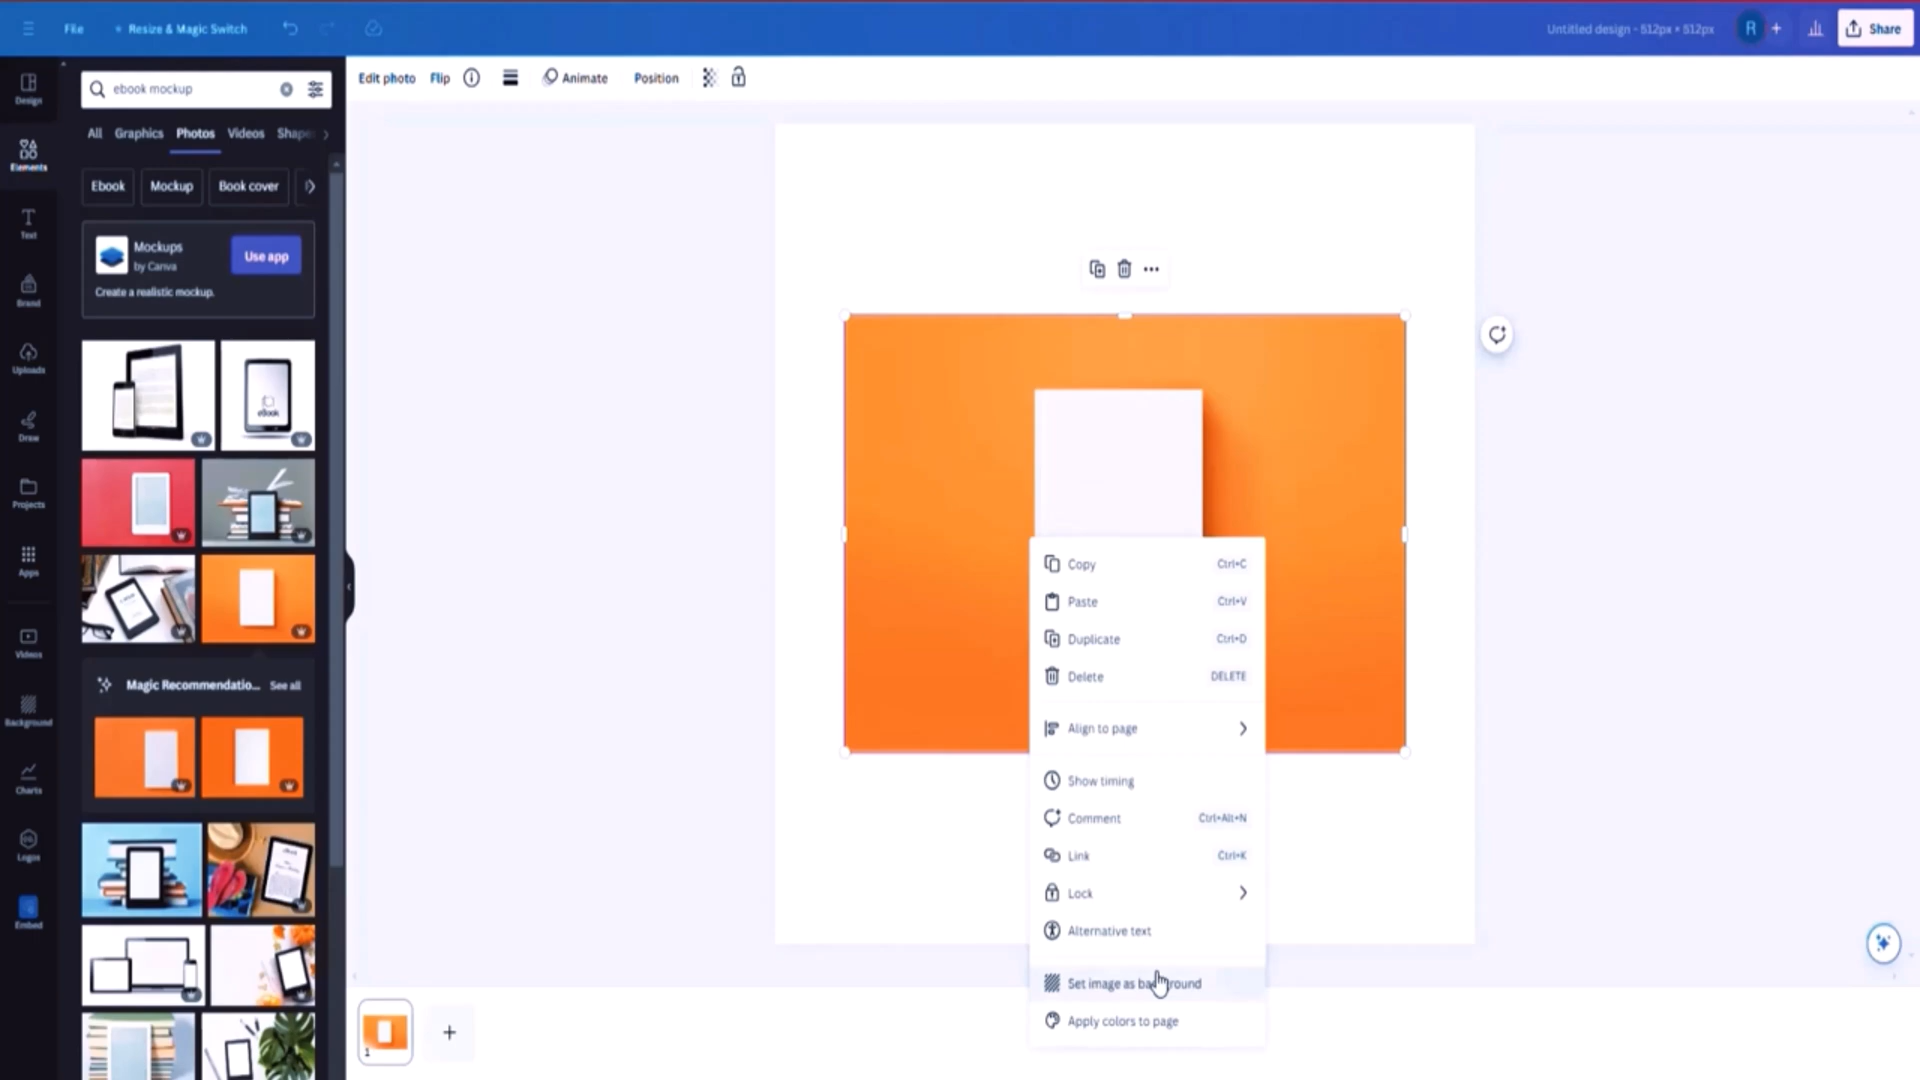 File
Resize & Magic Switch
Untitled design - 512px × 512px
R
Share
Design
Elements
Text
Brand
Uploads
Draw
Projects
Apps
Videos
Background
Charts
Logos
Embed
ebook mockup
All
Graphics
Photos
Videos
Shape
Ebook
Mockup
Book cover
Mockups
by Canva
Use app
Create a realistic mockup.
eBook
Magic Recommendatio...
See all
Edit photo
Flip
Animate
Position
Copy Ctrl+C
Paste Ctrl+V
Duplicate Ctrl+D
Delete DELETE
Align to page
Show timing
Comment Ctrl+Alt+N
Link Ctrl+K
Lock
Alternative text
Set image as background
Apply colors to page
1